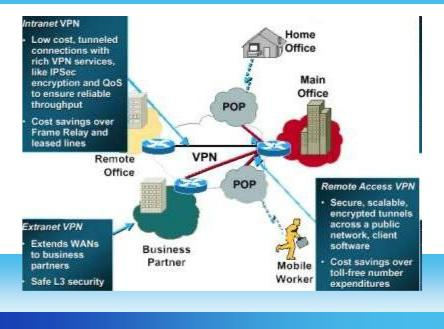 Intranet VPN
• Low cost, tunneled
connections with
rich VPN services,
like IPSec
encryption and QoS
to ensure reliable
throughput
• Cost savings over
Frame Relay and
leased lines
Home
Office
Main
Office
POP
VPN
Remote
Office
POP
Extranet VPN
• Extends WANs
to business
partners
• Safe L3 security
Business
Partner
Mobile
Worker
Remote Access VPN
• Secure, scalable,
encrypted tunnels
across a public
network, client
software
• Cost savings over
toll-free number
expenditures